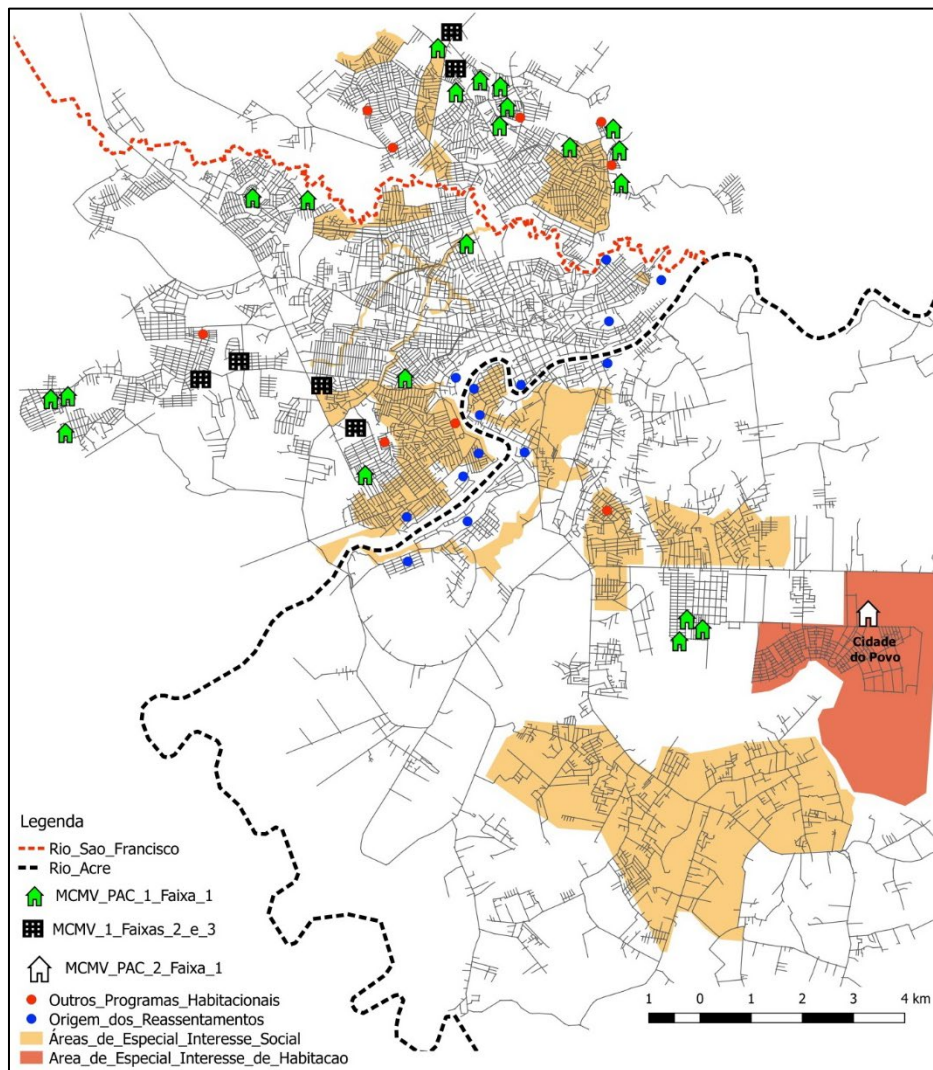 Cidade
do Povo
Legenda
Rio_Sao_Francisco
Rio_Acre
MCMV_PAC_1_Faixa_1
MCMV_1_Faixas_2_e_3
MCMV_PAC_2_Faixa_1
Outros_Programas_Habitacionais
Origem_dos_Reassentamentos
Áreas_de_Especial_Interesse_Social
Area_de_Especial_Interesse_de_Habitacao
1 0 1 2 3 4 km